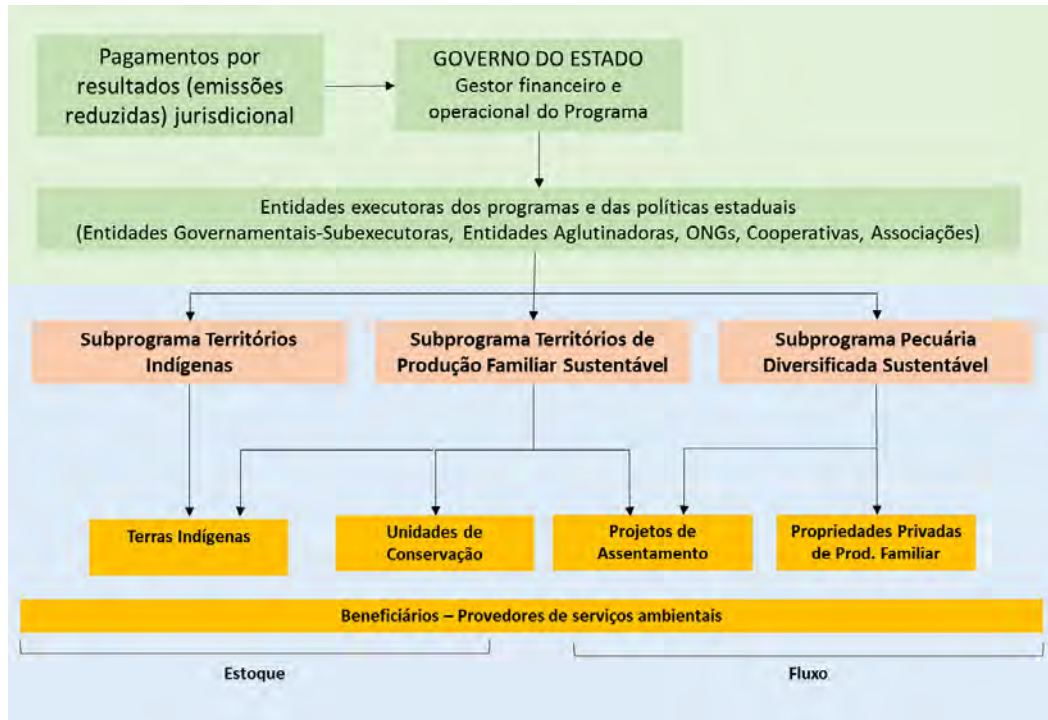 Pagamentos por
resultados (emissões
reduzidas) jurisdicional
GOVERNO DO ESTADO
Gestor financeiro e
operacional do Programa
Entidades executoras dos programas e das políticas estaduais
(Entidades Governamentais-Subexecutoras, Entidades Aglutinadoras, ONGs, Cooperativas, Associações)
Subprograma Territórios
Indígenas
Subprograma Territórios de
Produção Familiar Sustentável
Subprograma Pecuária
Diversificada Sustentável
Terras Indígenas
Unidades de
Conservação
Projetos de
Assentamento
Propriedades Privadas
de Prod. Familiar
Beneficiários – Provedores de serviços ambientais
Estoque
Fluxo